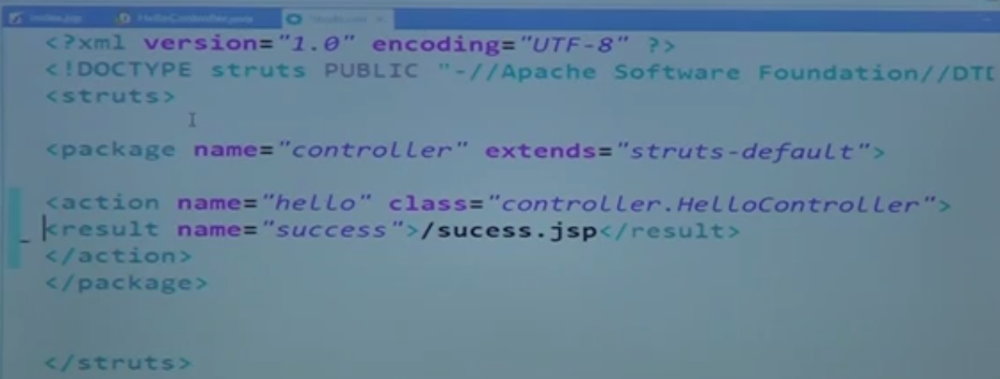 index.jsp HelloController.java struts.xml
<?xml version="1.0" encoding="UTF-8" ?>
<!DOCTYPE struts PUBLIC "-//Apache Software Foundation//DTD
<struts>
<package name="controller" extends="struts-default">
<action name="hello" class="controller.HelloController">
<result name="success">/sucess.jsp</result>
</action>
</package>
</struts>